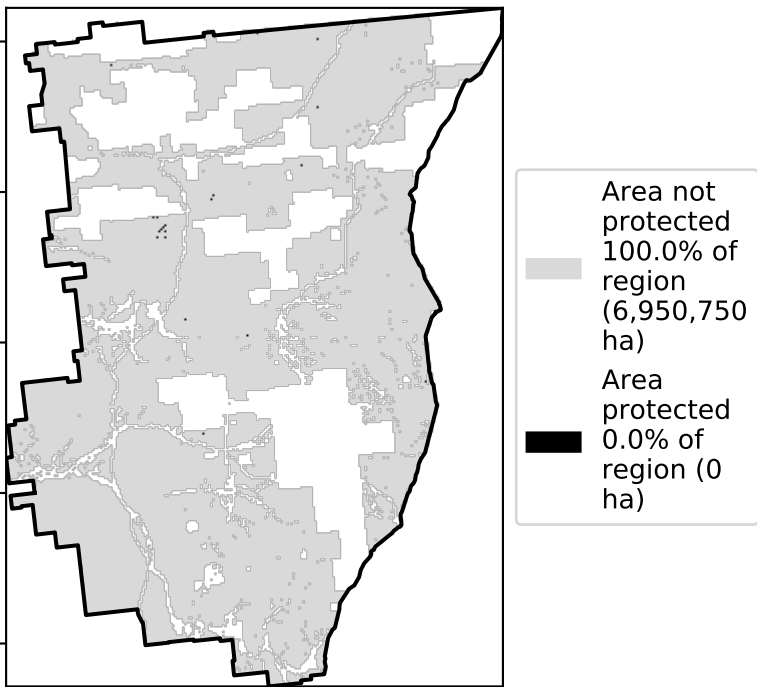 Area not
protected
100.0% of
region
(6,950,750
ha)
Area
protected
0.0% of
region (0
ha)